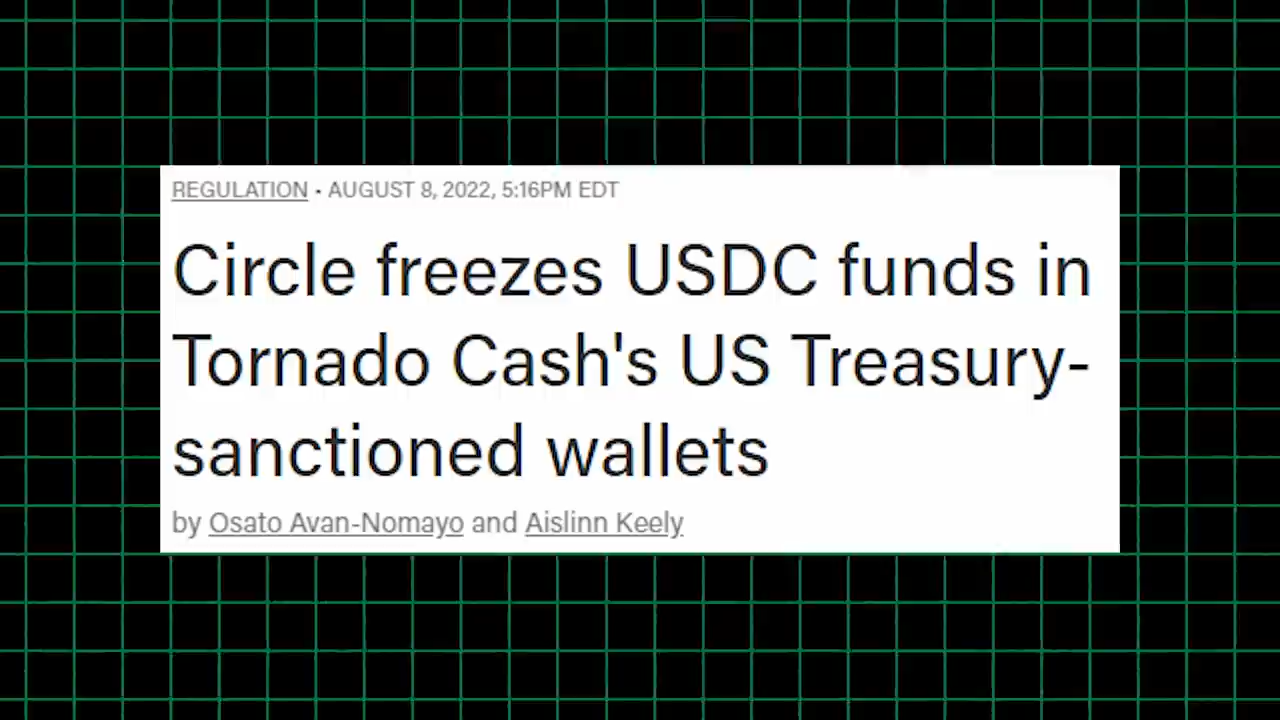 REGULATION • AUGUST 8, 2022, 5:16PM EDT
Circle freezes USDC funds in
Tornado Cash's US Treasury-
sanctioned wallets
by Osato Avan-Nomayo and Aislinn Keely